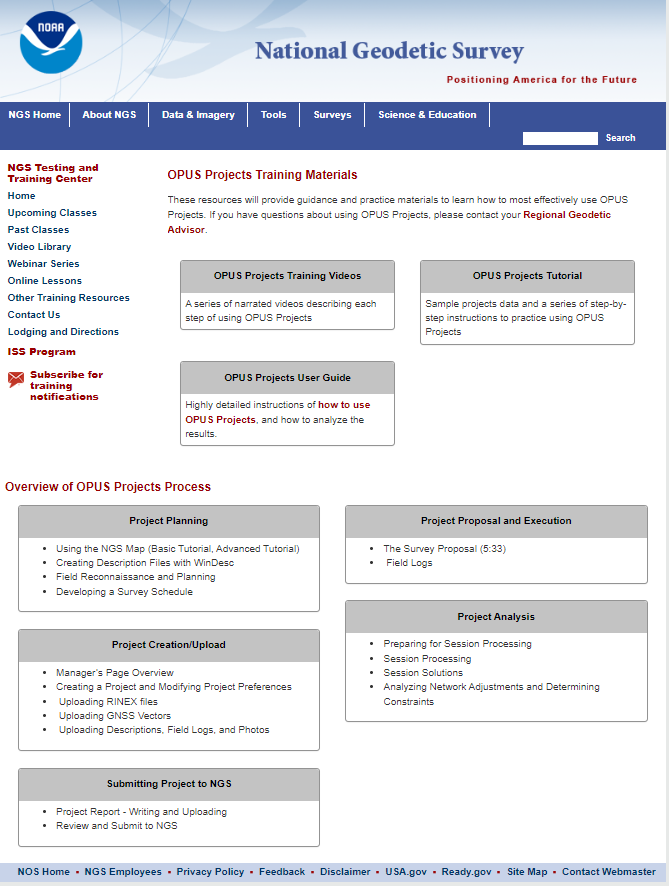 NOAA
National Geodetic Survey
Positioning America for the Future
NGS Home
About NGS
Data & Imagery
Tools
Surveys
Science & Education
Search
NGS Testing and
Training Center
Home
Upcoming Classes
Past Classes
Video Library
Webinar Series
Online Lessons
Other Training Resources
Contact Us
Lodging and Directions
ISS Program
Subscribe for
training
notifications
OPUS Projects Training Materials
These resources will provide guidance and practice materials to learn how to most effectively use OPUS
Projects. If you have questions about using OPUS Projects, please contact your Regional Geodetic
Advisor.
OPUS Projects Training Videos
A series of narrated videos describing each
step of using OPUS Projects
OPUS Projects Tutorial
Sample projects data and a series of step-by-
step instructions to practice using OPUS
Projects
OPUS Projects User Guide
Highly detailed instructions of how to use
OPUS Projects, and how to analyze the
results.
Overview of OPUS Projects Process
Project Planning
• Using the NGS Map (Basic Tutorial, Advanced Tutorial)
• Creating Description Files with WinDesc
• Field Reconnaissance and Planning
• Developing a Survey Schedule
Project Creation/Upload
• Manager's Page Overview
• Creating a Project and Modifying Project Preferences
• Uploading RINEX files
• Uploading GNSS Vectors
• Uploading Descriptions, Field Logs, and Photos
Submitting Project to NGS
• Project Report - Writing and Uploading
• Review and Submit to NGS
Project Proposal and Execution
• The Survey Proposal (5:33)
• Field Logs
Project Analysis
• Preparing for Session Processing
• Session Processing
• Session Solutions
• Analyzing Network Adjustments and Determining
Constraints
NOS Home • NGS Employees • Privacy Policy • Feedback • Disclaimer • USA.gov • Ready.gov • Site Map • Contact Webmaster